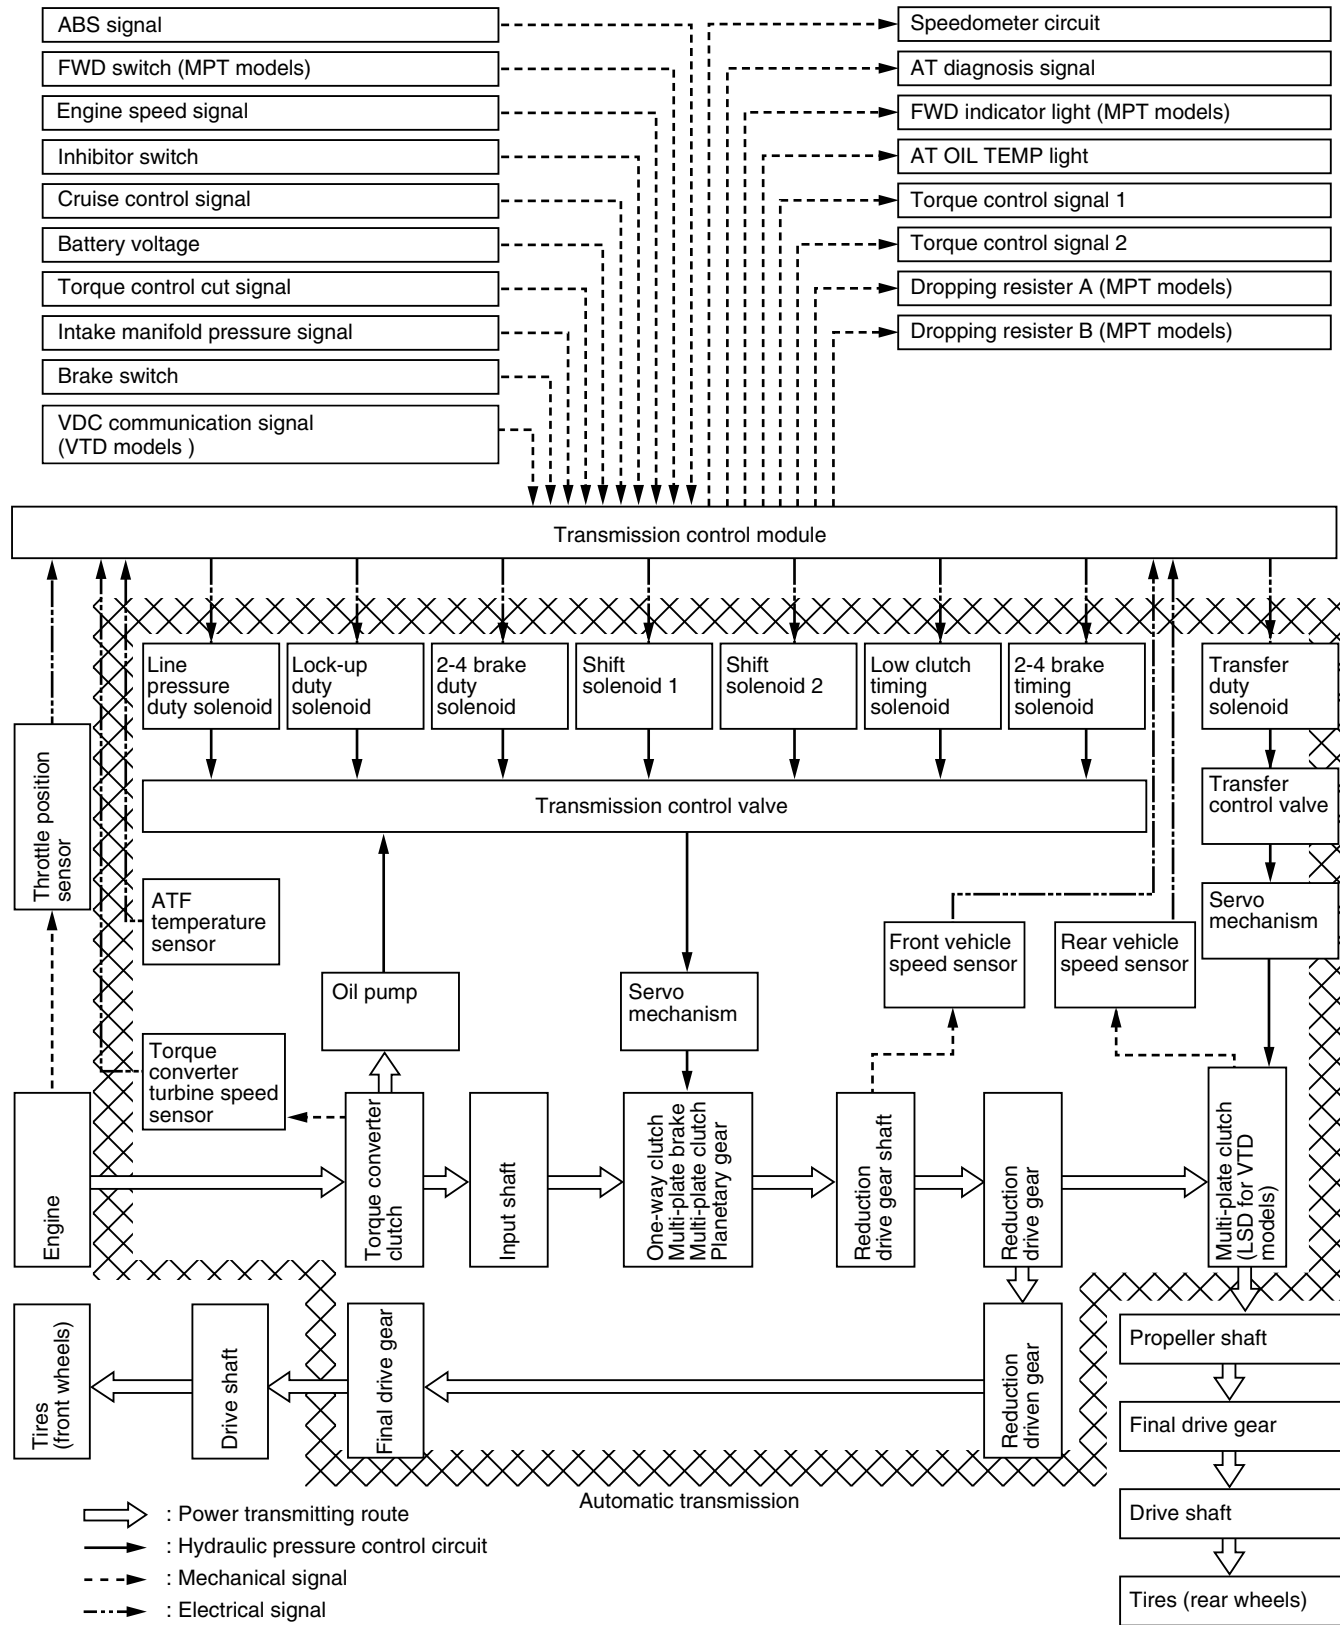 ABS signal
FWD switch (MPT models)
Engine speed signal
Inhibitor switch
Cruise control signal
Battery voltage
Torque control cut signal
Intake manifold pressure signal
Brake switch
VDC communication signal
(VTD models )
Speedometer circuit
AT diagnosis signal
FWD indicator light (MPT models)
AT OIL TEMP light
Torque control signal 1
Torque control signal 2
Dropping resister A (MPT models)
Dropping resister B (MPT models)
Transmission control module
Line
pressure
duty solenoid
Lock-up
duty
solenoid
2-4 brake
duty
solenoid
Shift
solenoid 1
Shift
solenoid 2
Low clutch
timing
solenoid
2-4 brake
timing
solenoid
Transfer
duty
solenoid
Throttle position
sensor
Transmission control valve
Transfer
control valve
ATF
temperature
sensor
Servo
mechanism
Front vehicle
speed sensor
Rear vehicle
speed sensor
Oil pump
Servo
mechanism
Torque
converter
turbine speed
sensor
Engine
Torque converter
clutch
Input shaft
One-way clutch
Multi-plate brake
Multi-plate clutch
Planetary gear
Reduction
drive gear shaft
Reduction
drive gear
Multi-plate clutch
(LSD for VTD
models)
Tires
(front wheels)
Drive shaft
Final drive gear
Reduction
driven gear
Propeller shaft
Final drive gear
Drive shaft
Tires (rear wheels)
Automatic transmission
: Power transmitting route
: Hydraulic pressure control circuit
: Mechanical signal
: Electrical signal